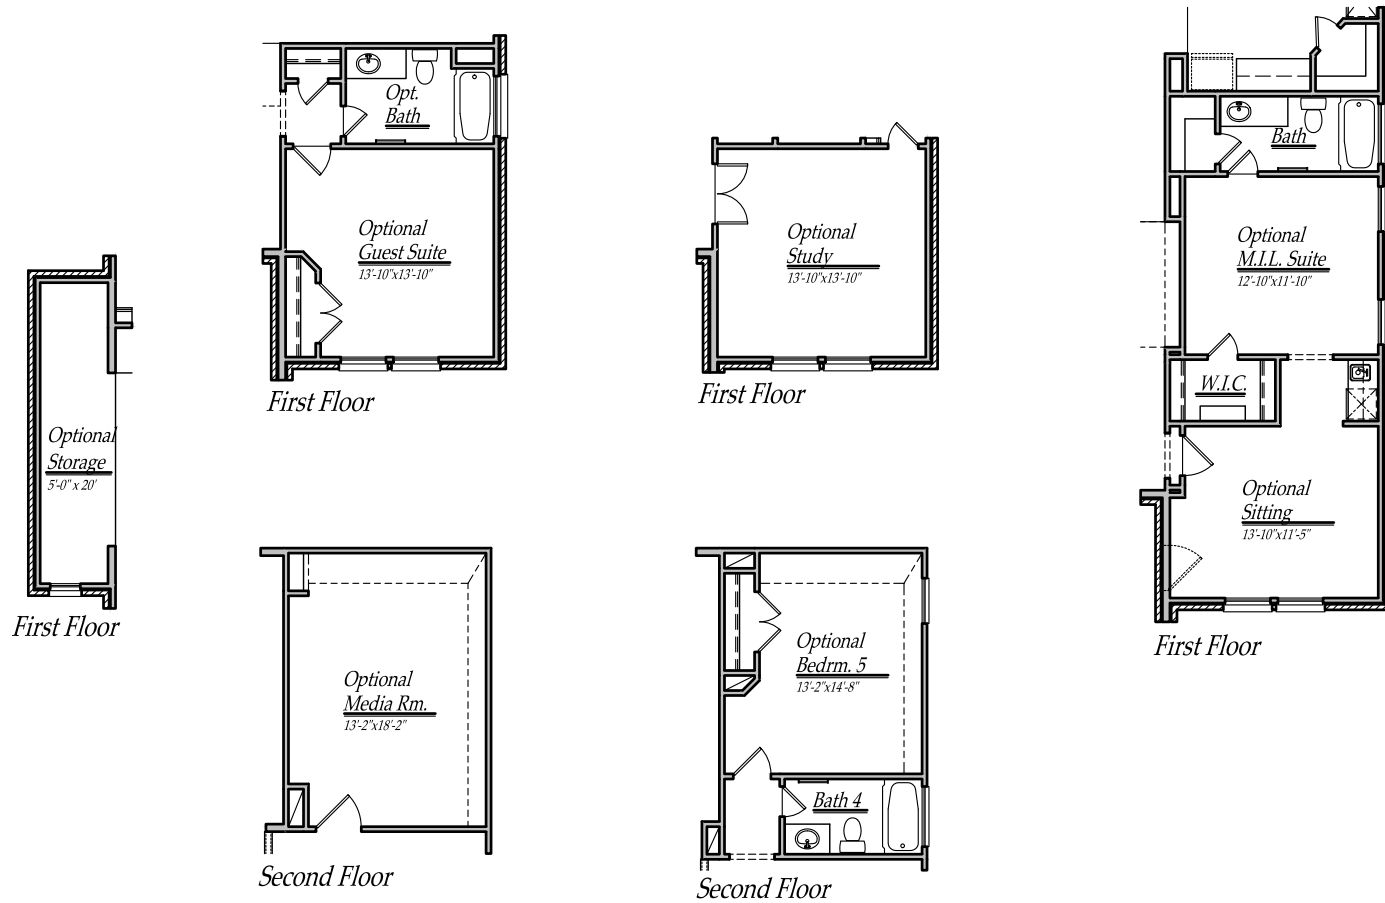 Opt.
Bath
Optional
Guest Suite
13'-10"x13'-10"
First Floor
Optional
Study
13'-10"x13'-10"
First Floor
Bath
Optional
M.I.L. Suite
12'-10"x11'-10"
W.I.C.
Optional
Sitting
13'-10"x11'-5"
First Floor
Optional
Storage
5'-0" x 20'
First Floor
Optional
Media Rm.
13'-2"x18'-2"
Second Floor
Optional
Bedrm. 5
13'-2"x14'-8"
Bath 4
Second Floor